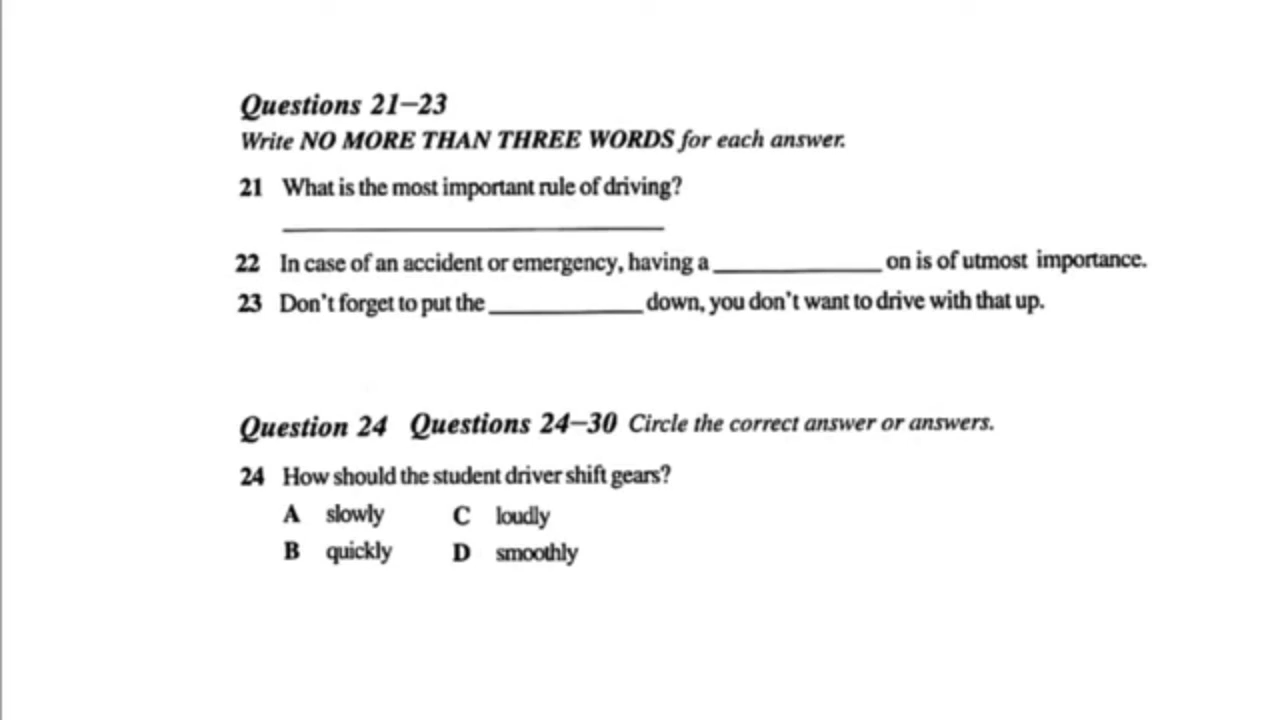 Questions 21–23
Write NO MORE THAN THREE WORDS for each answer.
21 What is the most important rule of driving?
22 In case of an accident or emergency, having a ____________ on is of utmost importance.
23 Don't forget to put the ___________ down, you don't want to drive with that up.
Question 24 Questions 24–30 Circle the correct answer or answers.
24 How should the student driver shift gears?
A slowly C loudly
B quickly D smoothly